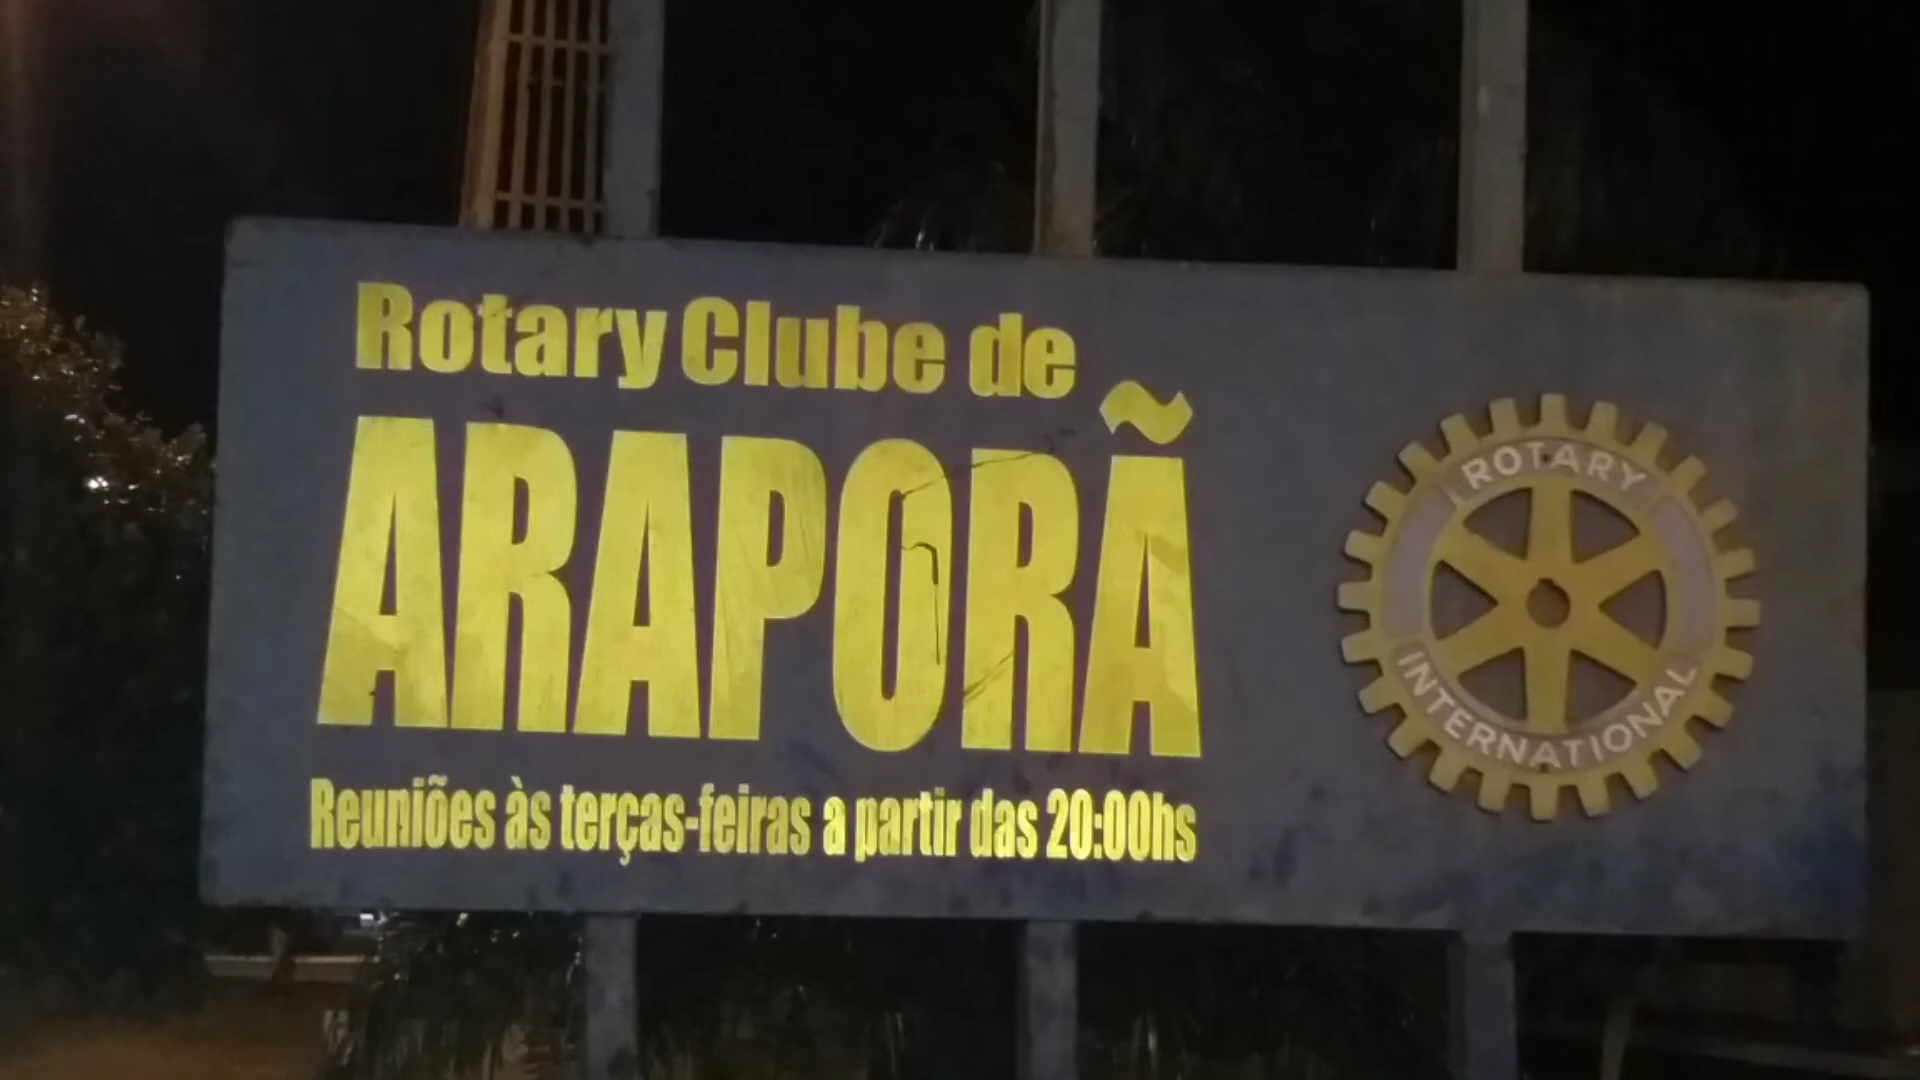 Rotary Clube de
ARAPORÃ
Reuniões às terças-feiras a partir das 20:00hs
ROTARY
INTERNATIONAL